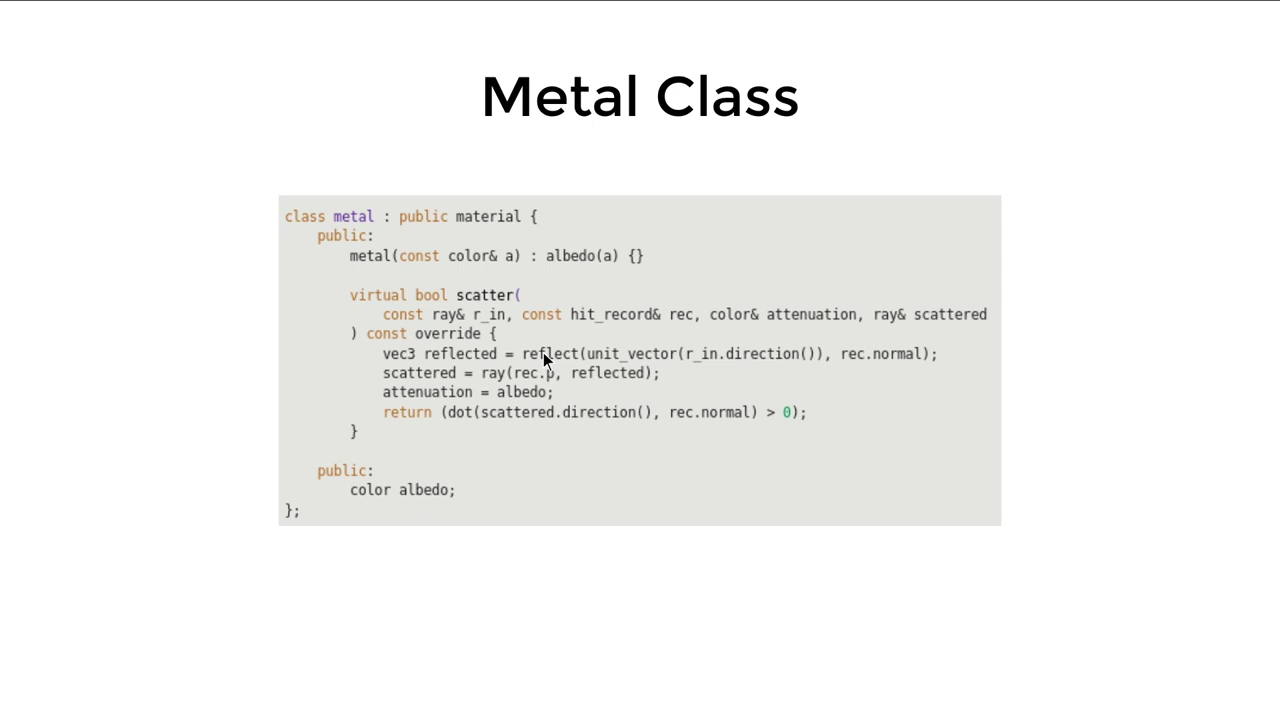 Metal Class
class metal : public material {
    public:
        metal(const color& a) : albedo(a) {}

        virtual bool scatter(
            const ray& r_in, const hit_record& rec, color& attenuation, ray& scattered
        ) const override {
            vec3 reflected = reflect(unit_vector(r_in.direction()), rec.normal);
            scattered = ray(rec.p, reflected);
            attenuation = albedo;
            return (dot(scattered.direction(), rec.normal) > 0);
        }

    public:
        color albedo;
};